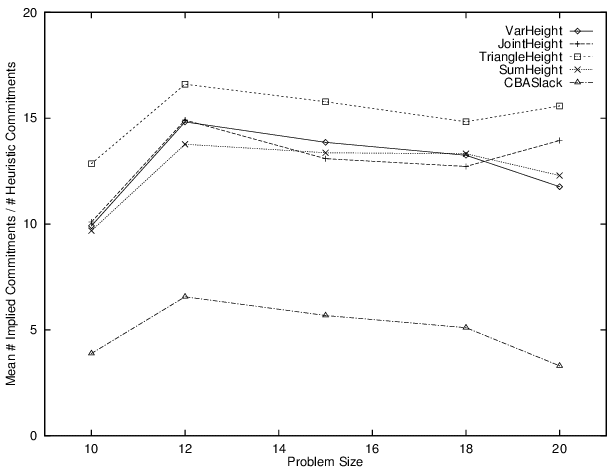 20
15
10
5
0
Mean # Implied Commitments / # Heuristic Commitments
VarHeight
JointHeight
TriangleHeight
SumHeight
CBASlack
10 12 14 16 18 20
Problem Size